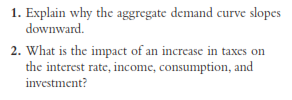 1. Explain why the aggregate demand curve slopes
downward.
2. What is the impact of an increase in taxes on
the interest rate, income, consumption, and
investment?